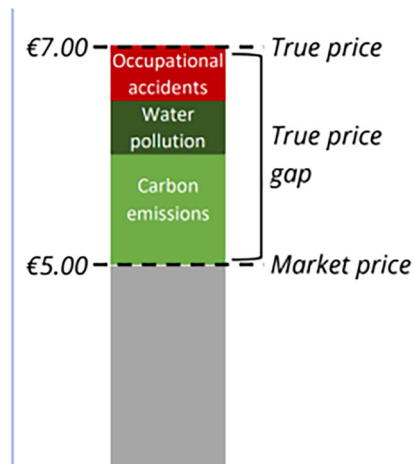 €7.00
True price
Occupational
accidents
Water
pollution
True price
gap
Carbon
emissions
€5.00
Market price